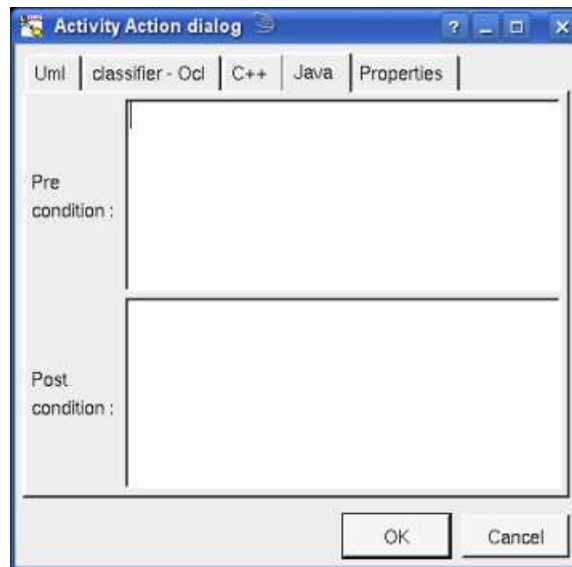 Activity Action dialog
Uml classifier - Ocl C++ Java Properties
Pre
condition :
Post
condition :
OK Cancel